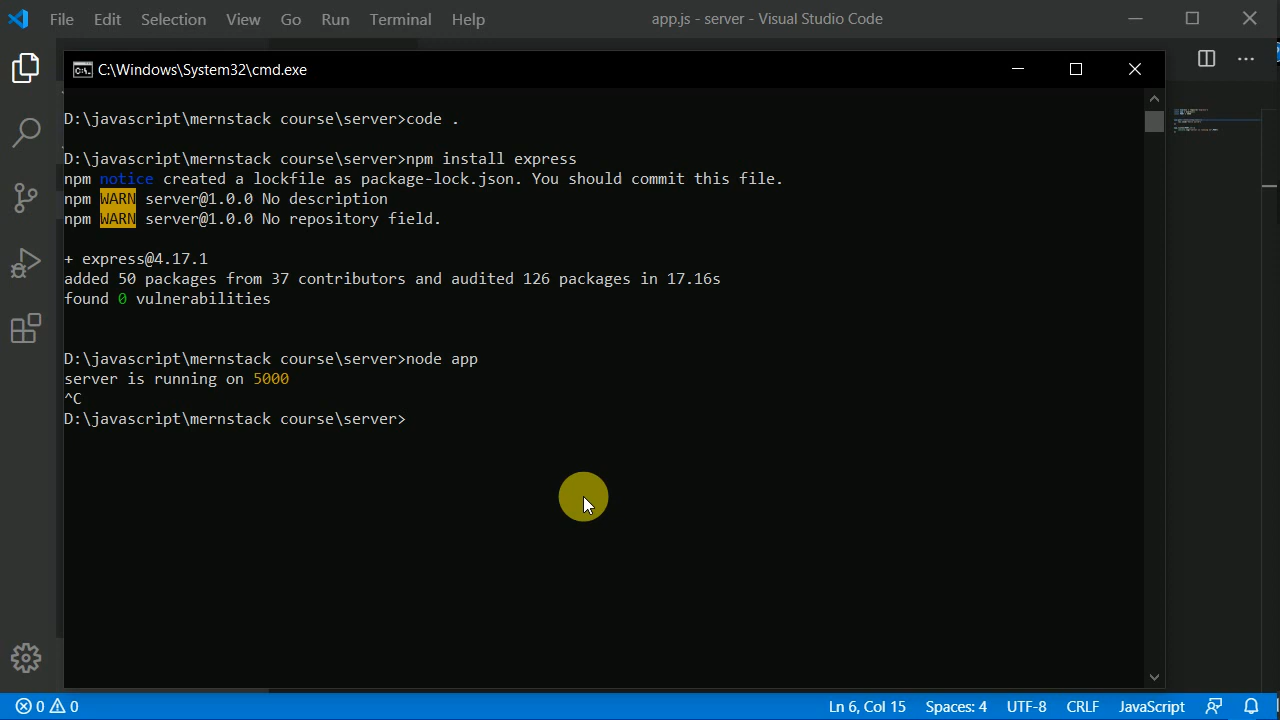 File Edit Selection View Go Run Terminal Help app.js - server - Visual Studio Code
C:\Windows\System32\cmd.exe
D:\javascript\mernstack course\server>code .
D:\javascript\mernstack course\server>npm install express
npm notice created a lockfile as package-lock.json. You should commit this file.
npm WARN server@1.0.0 No description
npm WARN server@1.0.0 No repository field.
+ express@4.17.1
added 50 packages from 37 contributors and audited 126 packages in 17.16s
found 0 vulnerabilities
D:\javascript\mernstack course\server>node app
server is running on 5000
^C
D:\javascript\mernstack course\server>
0 0 Ln 6, Col 15 Spaces: 4 UTF-8 CRLF JavaScript